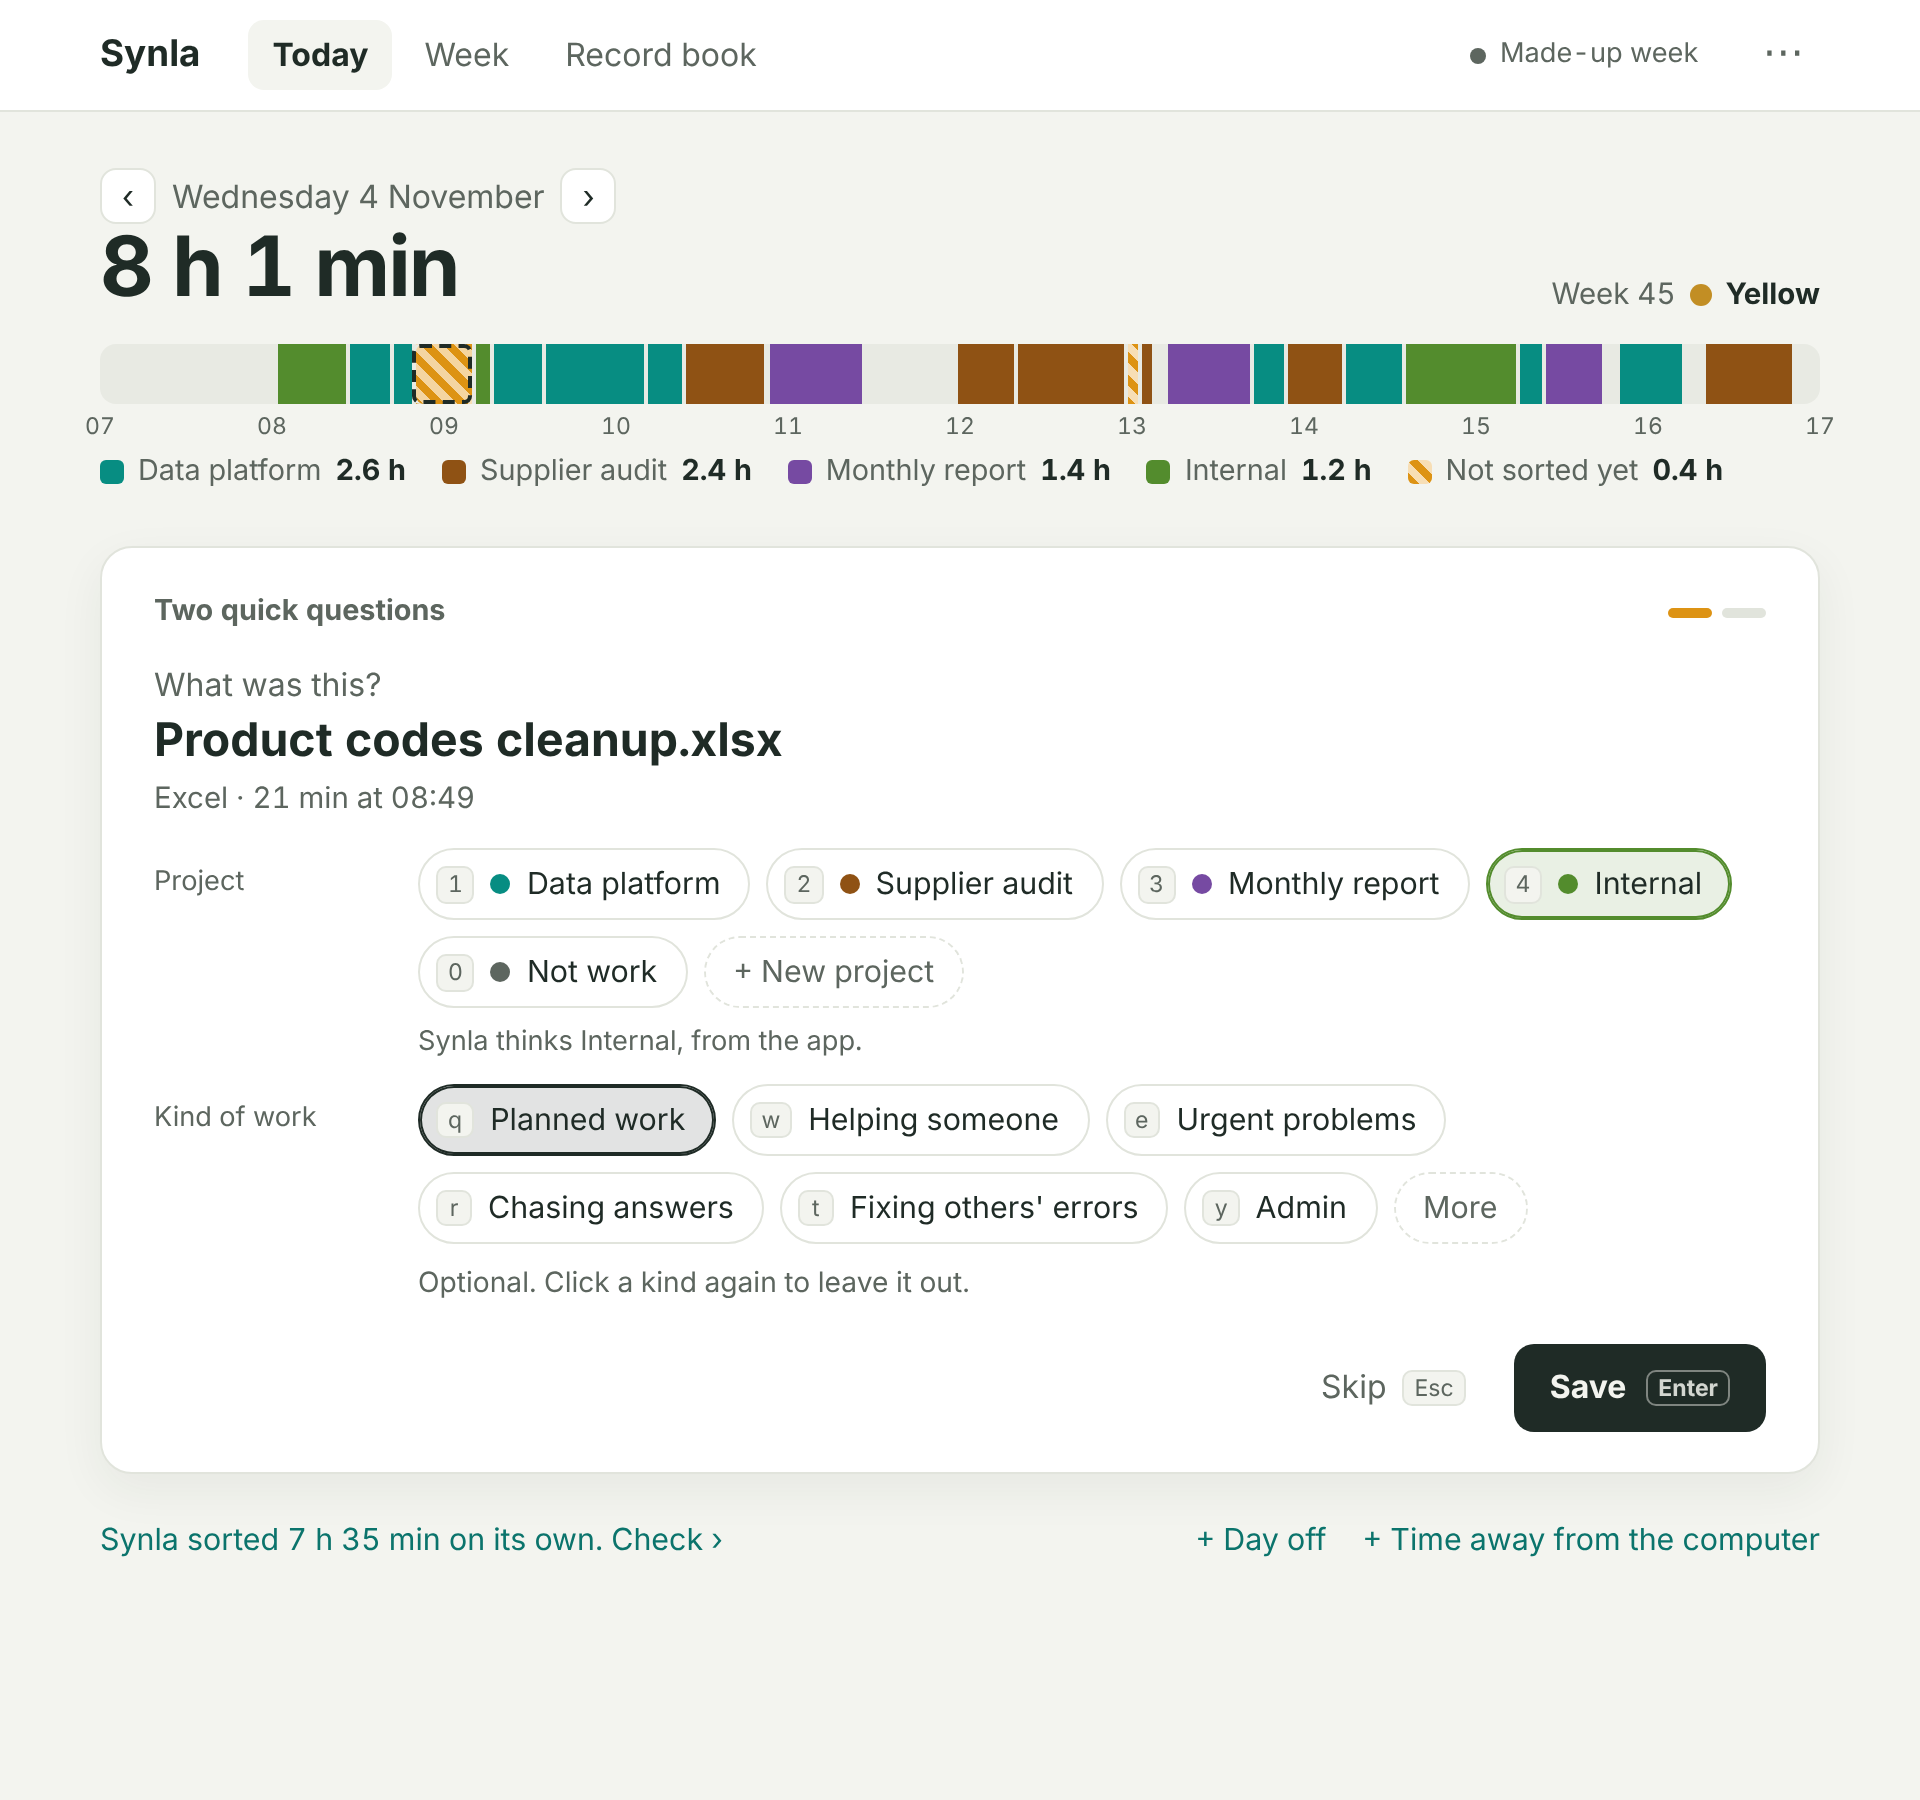 Synla Today Week Record book Made-up week ⋯
‹ Wednesday 4 November ›
8 h 1 min
Week 45 Yellow
07 08 09 10 11 12 13 14 15 16 17
Data platform 2.6 h Supplier audit 2.4 h Monthly report 1.4 h Internal 1.2 h Not sorted yet 0.4 h
Two quick questions
What was this?
Product codes cleanup.xlsx
Excel · 21 min at 08:49
Project
1 Data platform 2 Supplier audit 3 Monthly report 4 Internal
0 Not work + New project
Synla thinks Internal, from the app.
Kind of work
q Planned work w Helping someone e Urgent problems
r Chasing answers t Fixing others' errors y Admin More
Optional. Click a kind again to leave it out.
Skip Esc Save Enter
Synla sorted 7 h 35 min on its own. Check › + Day off + Time away from the computer